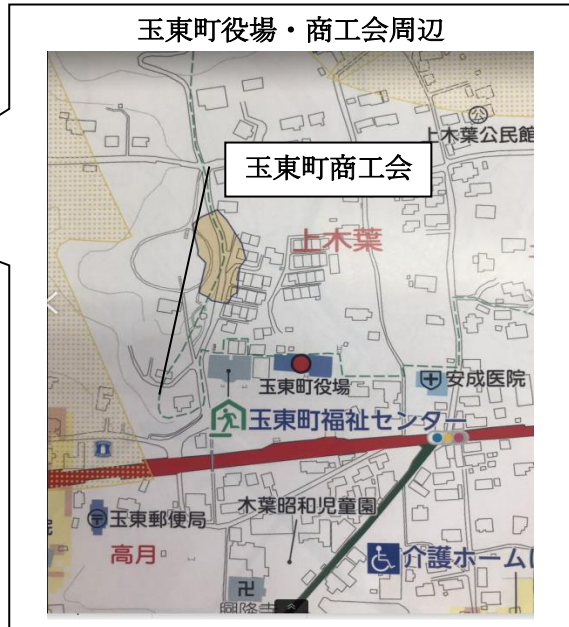 玉東町役場・商工会周辺
上木葉公民館
玉東町商工会
上木葉
玉東町役場
安成医院
玉東町福祉センター
玉東郵便局
木葉昭和児童園
高月
介護ホーム
興隆寺